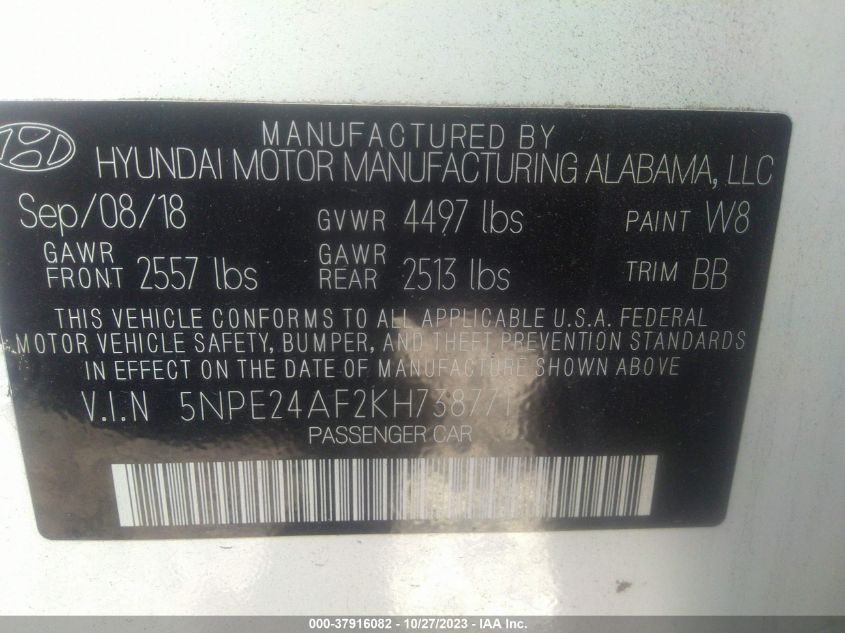 MANUFACTURED BY
HYUNDAI MOTOR MANUFACTURING ALABAMA, LLC
Sep/08/18 GVWR 4497 lbs PAINT W8
GAWR FRONT 2557 lbs GAWR REAR 2513 lbs TRIM BB
THIS VEHICLE CONFORMS TO ALL APPLICABLE U.S.A. FEDERAL
MOTOR VEHICLE SAFETY, BUMPER, AND THEFT PREVENTION STANDARDS
IN EFFECT ON THE DATE OF MANUFACTURE SHOWN ABOVE
V.I.N 5NPE24AF2KH738771
PASSENGER CAR
000-37916082 - 10/27/2023 - IAA Inc.